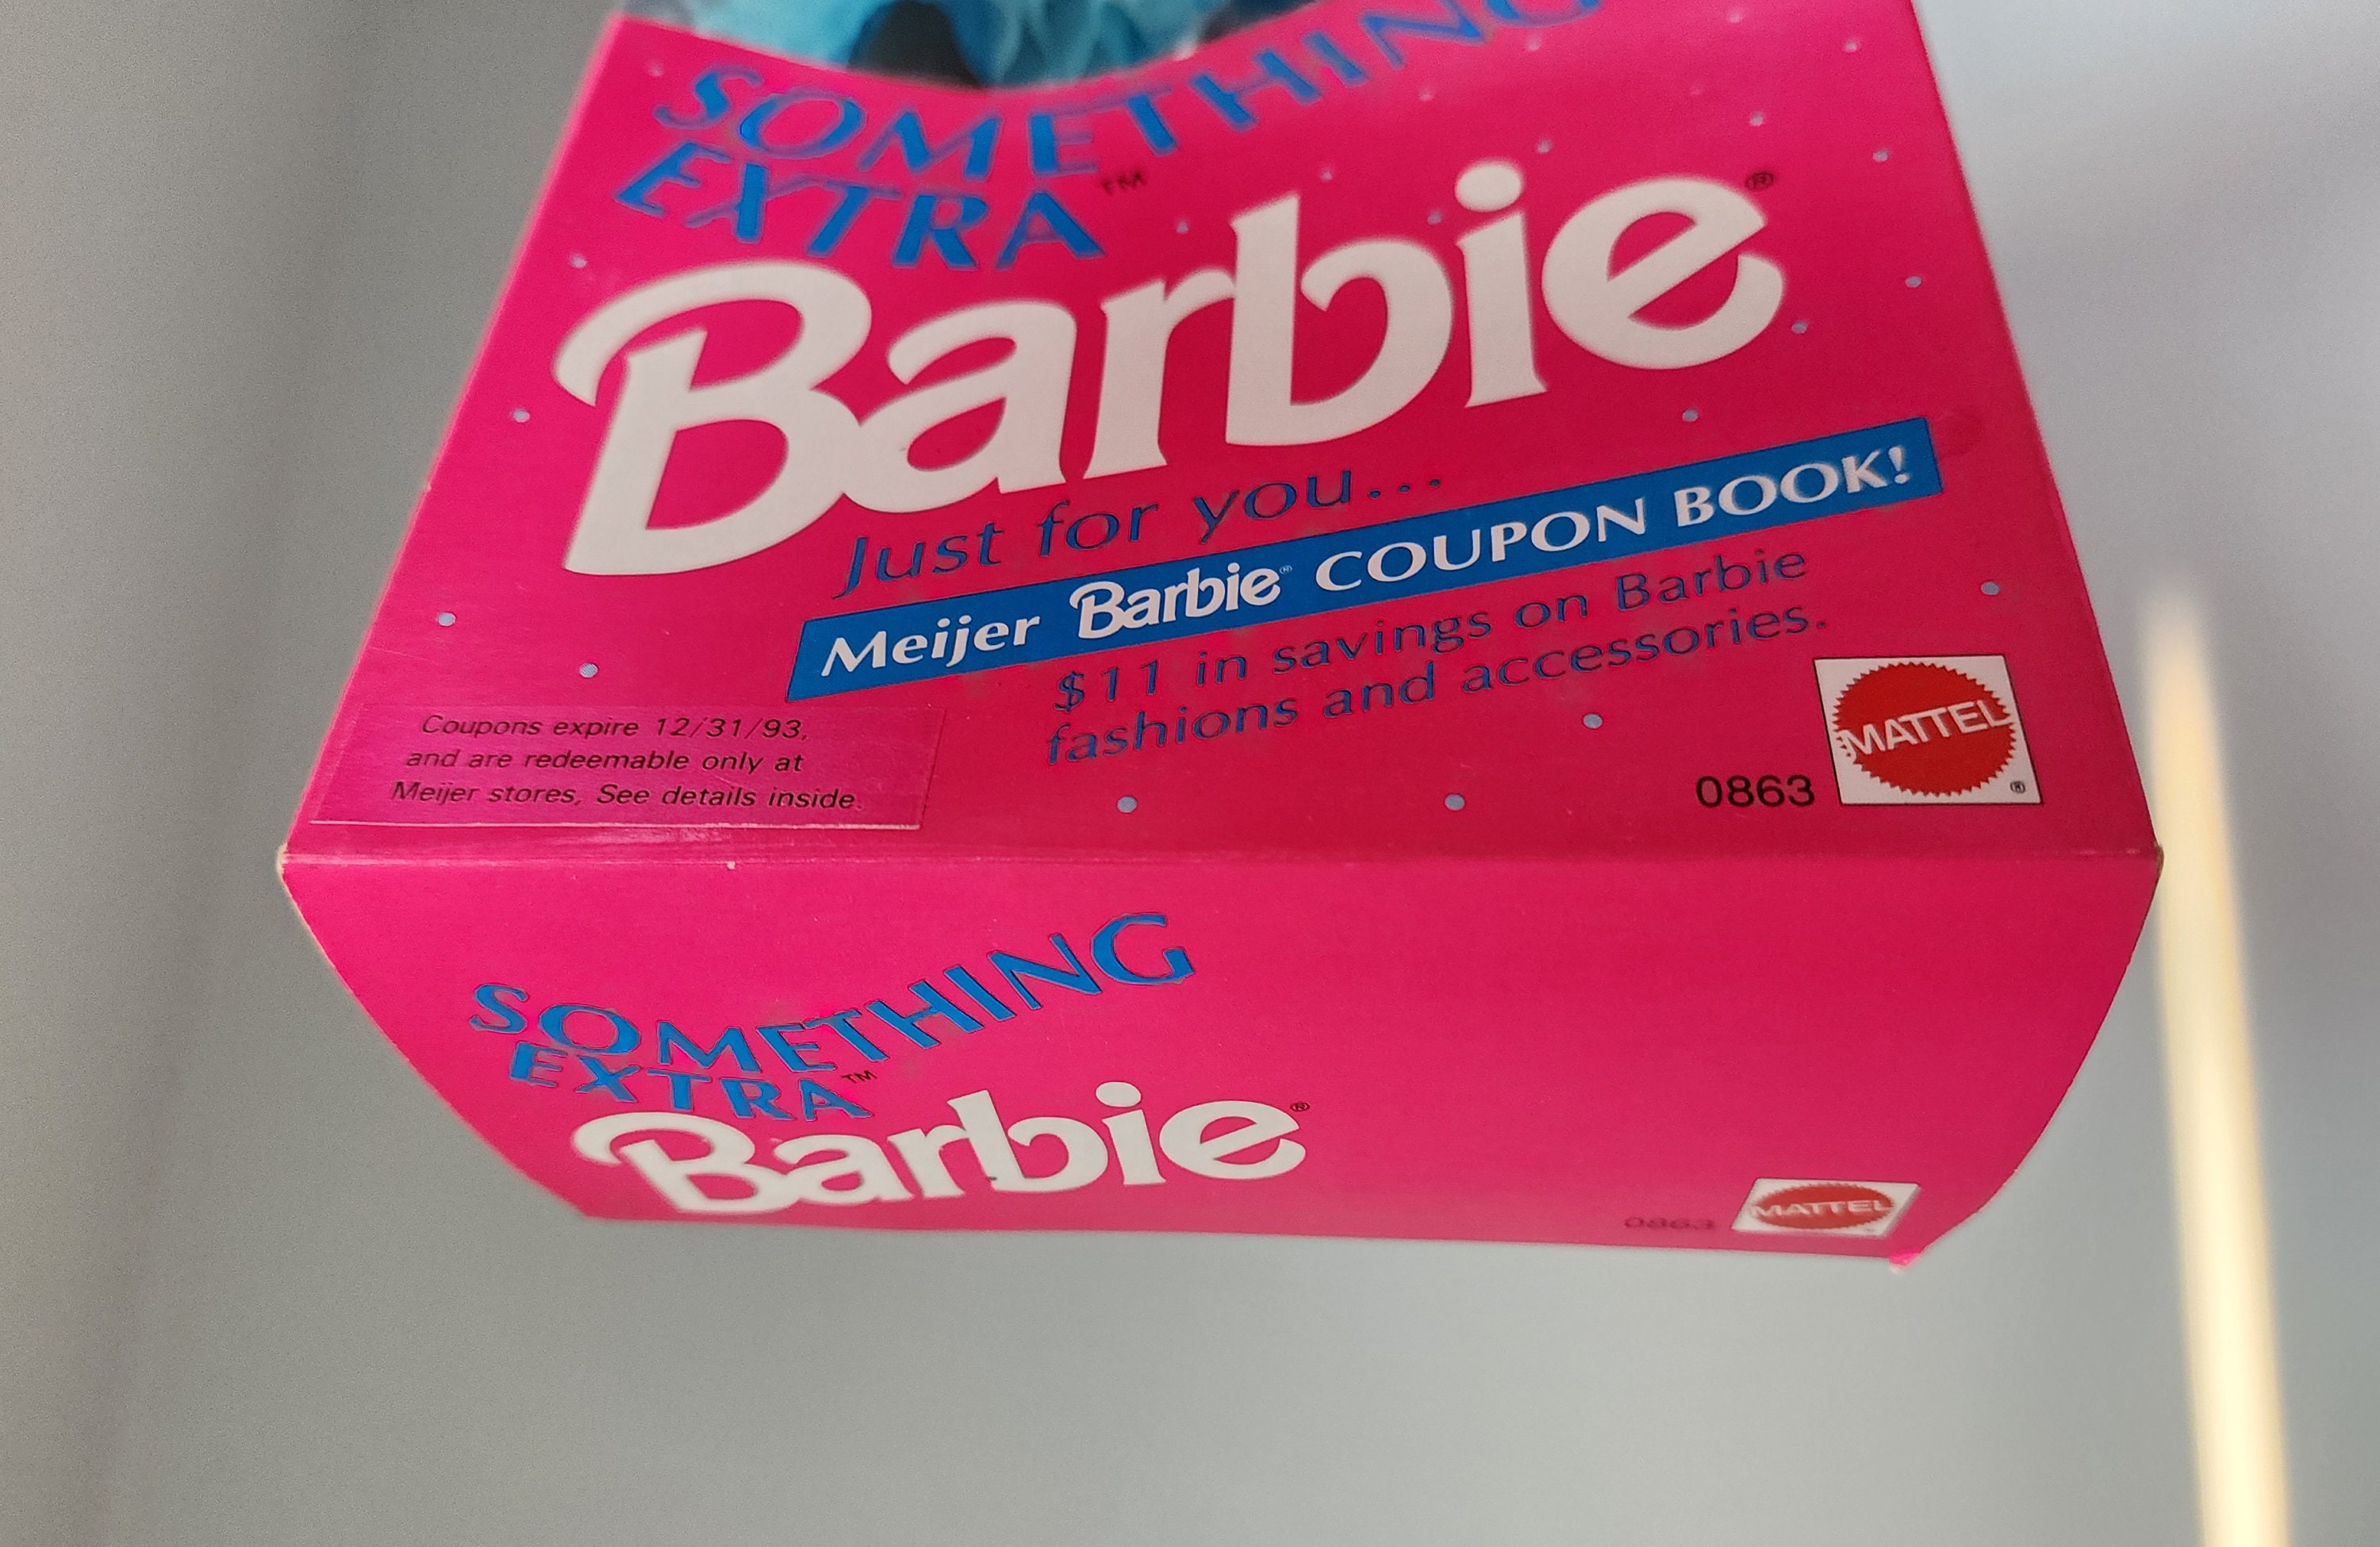 SOMETHING
EXTRA™
Barbie®
Just for you...
Meijer Barbie® COUPON BOOK!
$11 in savings on Barbie
fashions and accessories.
Coupons expire 12/31/93,
and are redeemable only at
Meijer stores, See details inside.
0863
MATTEL
®
SOMETHING
EXTRA™
Barbie®
0863
MATTEL